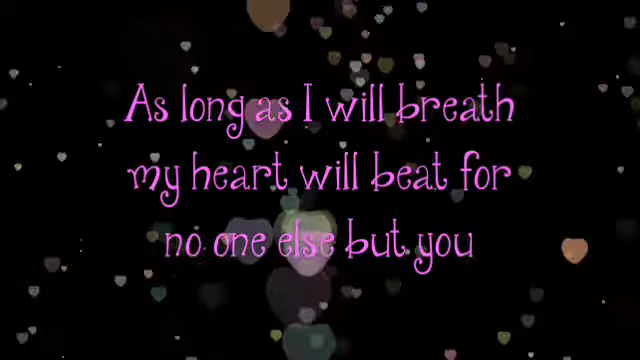 As long as I will breath
my heart will beat for
no one else but you